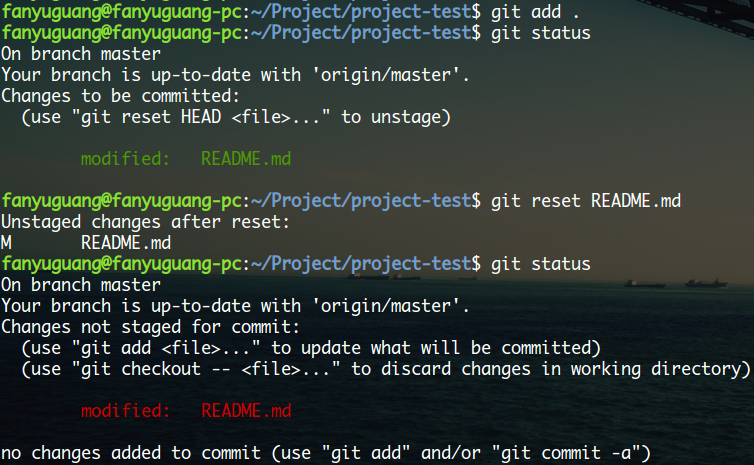 fanyuguang@fanyuguang-pc:~/Project/project-test$ git add .
fanyuguang@fanyuguang-pc:~/Project/project-test$ git status
On branch master
Your branch is up-to-date with 'origin/master'.
Changes to be committed:
  (use "git reset HEAD <file>..." to unstage)

        modified:   README.md

fanyuguang@fanyuguang-pc:~/Project/project-test$ git reset README.md
Unstaged changes after reset:
M       README.md
fanyuguang@fanyuguang-pc:~/Project/project-test$ git status
On branch master
Your branch is up-to-date with 'origin/master'.
Changes not staged for commit:
  (use "git add <file>..." to update what will be committed)
  (use "git checkout -- <file>..." to discard changes in working directory)

        modified:   README.md

no changes added to commit (use "git add" and/or "git commit -a")